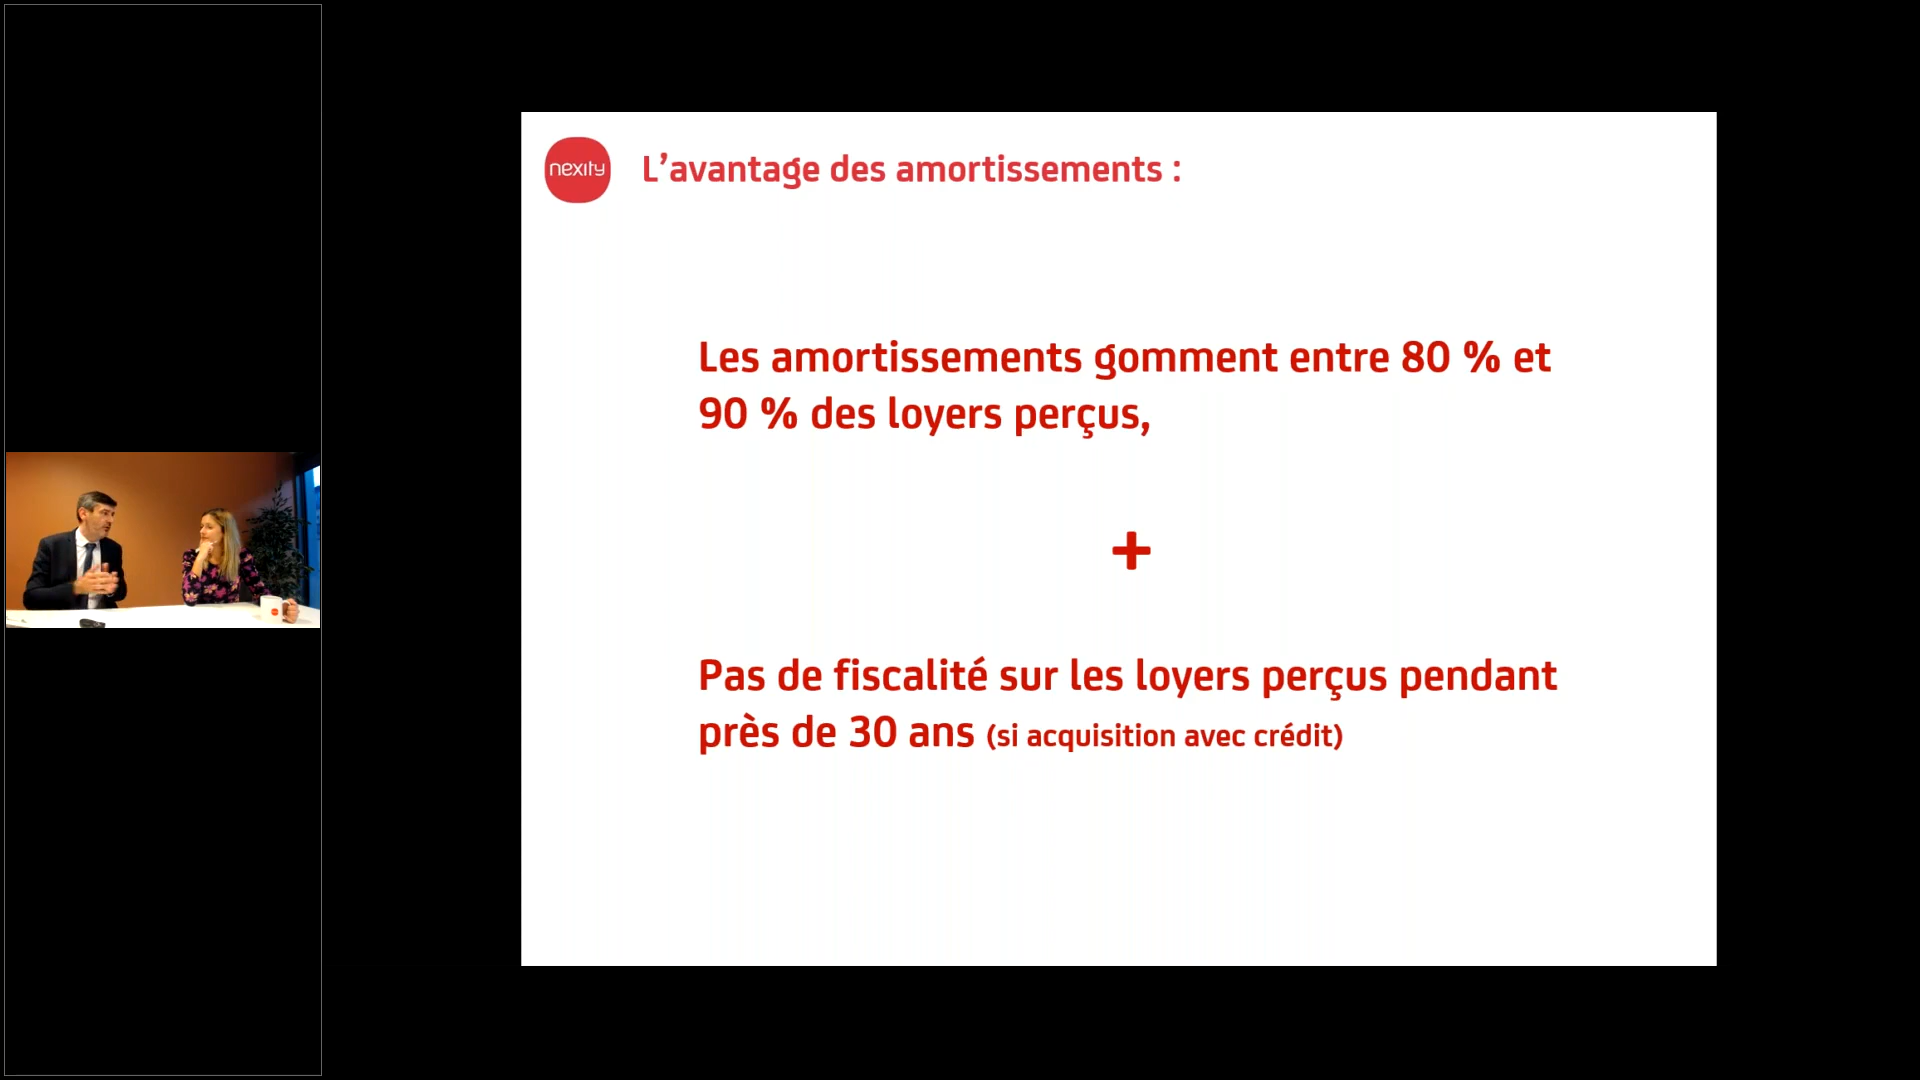 nexity
L’avantage des amortissements :
Les amortissements gomment entre 80 % et
90 % des loyers perçus,
+
Pas de fiscalité sur les loyers perçus pendant
près de 30 ans (si acquisition avec crédit)